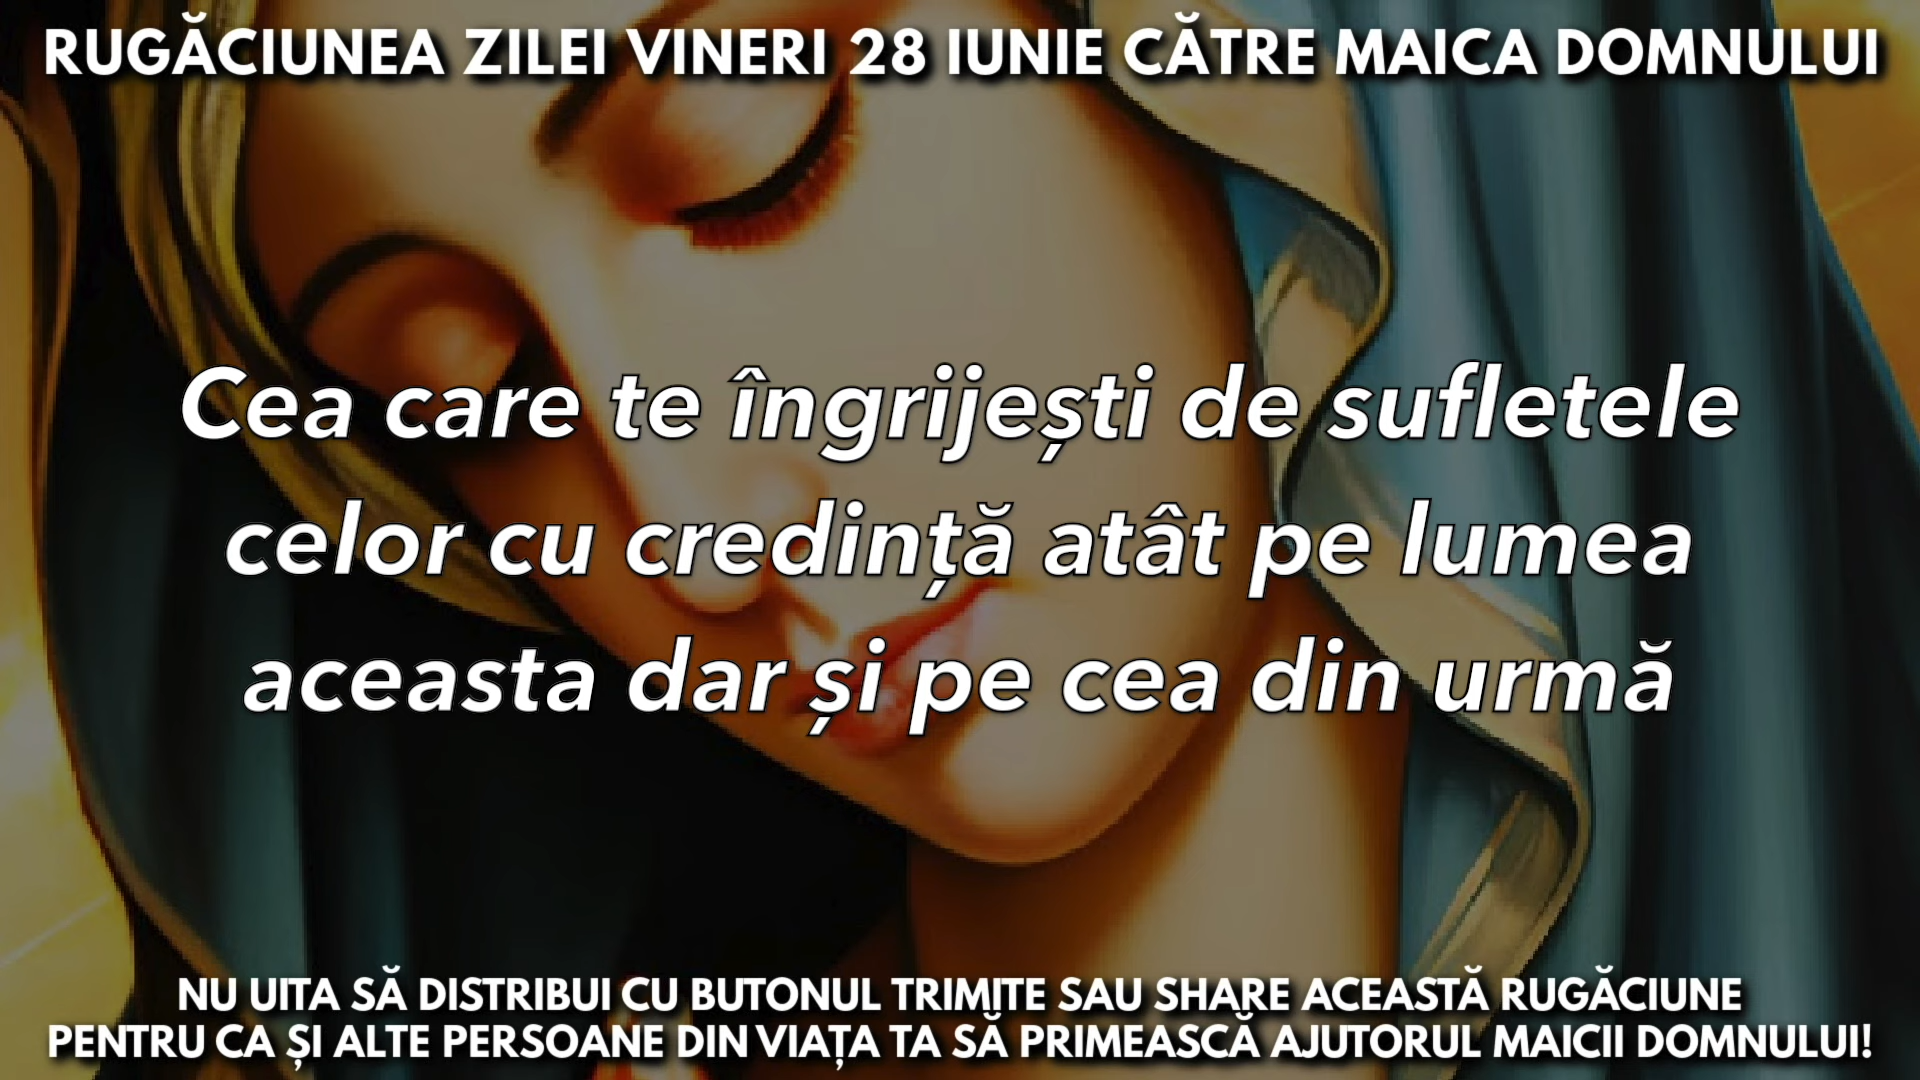 RUGĂCIUNEA ZILEI VINERI 28 IUNIE CĂTRE MAICA DOMNULUI
Cea care te îngrijești de sufletele
celor cu credință atât pe lumea
aceasta dar și pe cea din urmă
NU UITA SĂ DISTRIBUI CU BUTONUL TRIMITE SAU SHARE ACEASTĂ RUGĂCIUNE
PENTRU CA ȘI ALTE PERSOANE DIN VIAȚA TA SĂ PRIMEASCĂ AJUTORUL MAICII DOMNULUI!